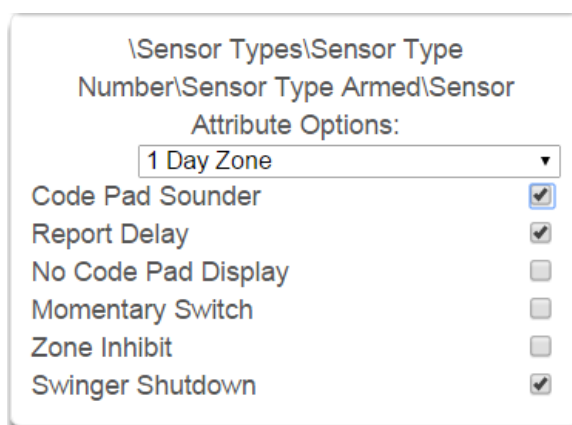 \Sensor Types\Sensor Type
Number\Sensor Type Armed\Sensor
Attribute Options:
1 Day Zone
Code Pad Sounder
Report Delay
No Code Pad Display
Momentary Switch
Zone Inhibit
Swinger Shutdown